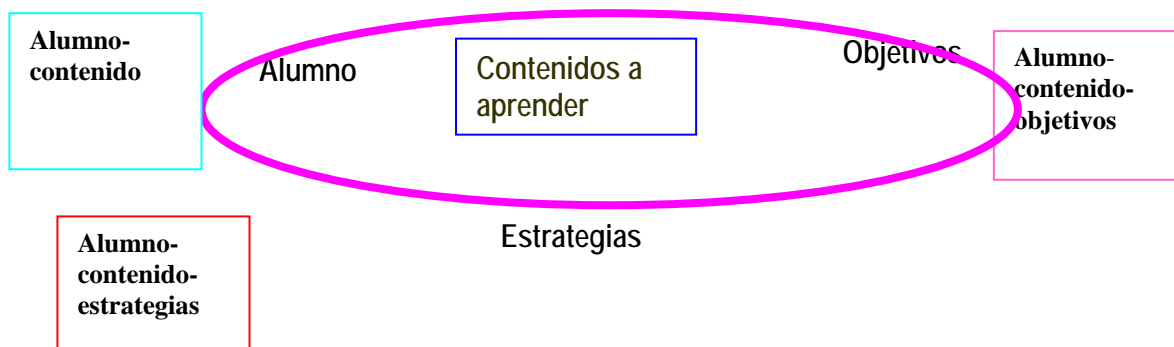 Alumno-
contenido
Alumno
Contenidos a
aprender
Objetivos
Alumno-
contenido-
objetivos
Estrategias
Alumno-
contenido-
estrategias